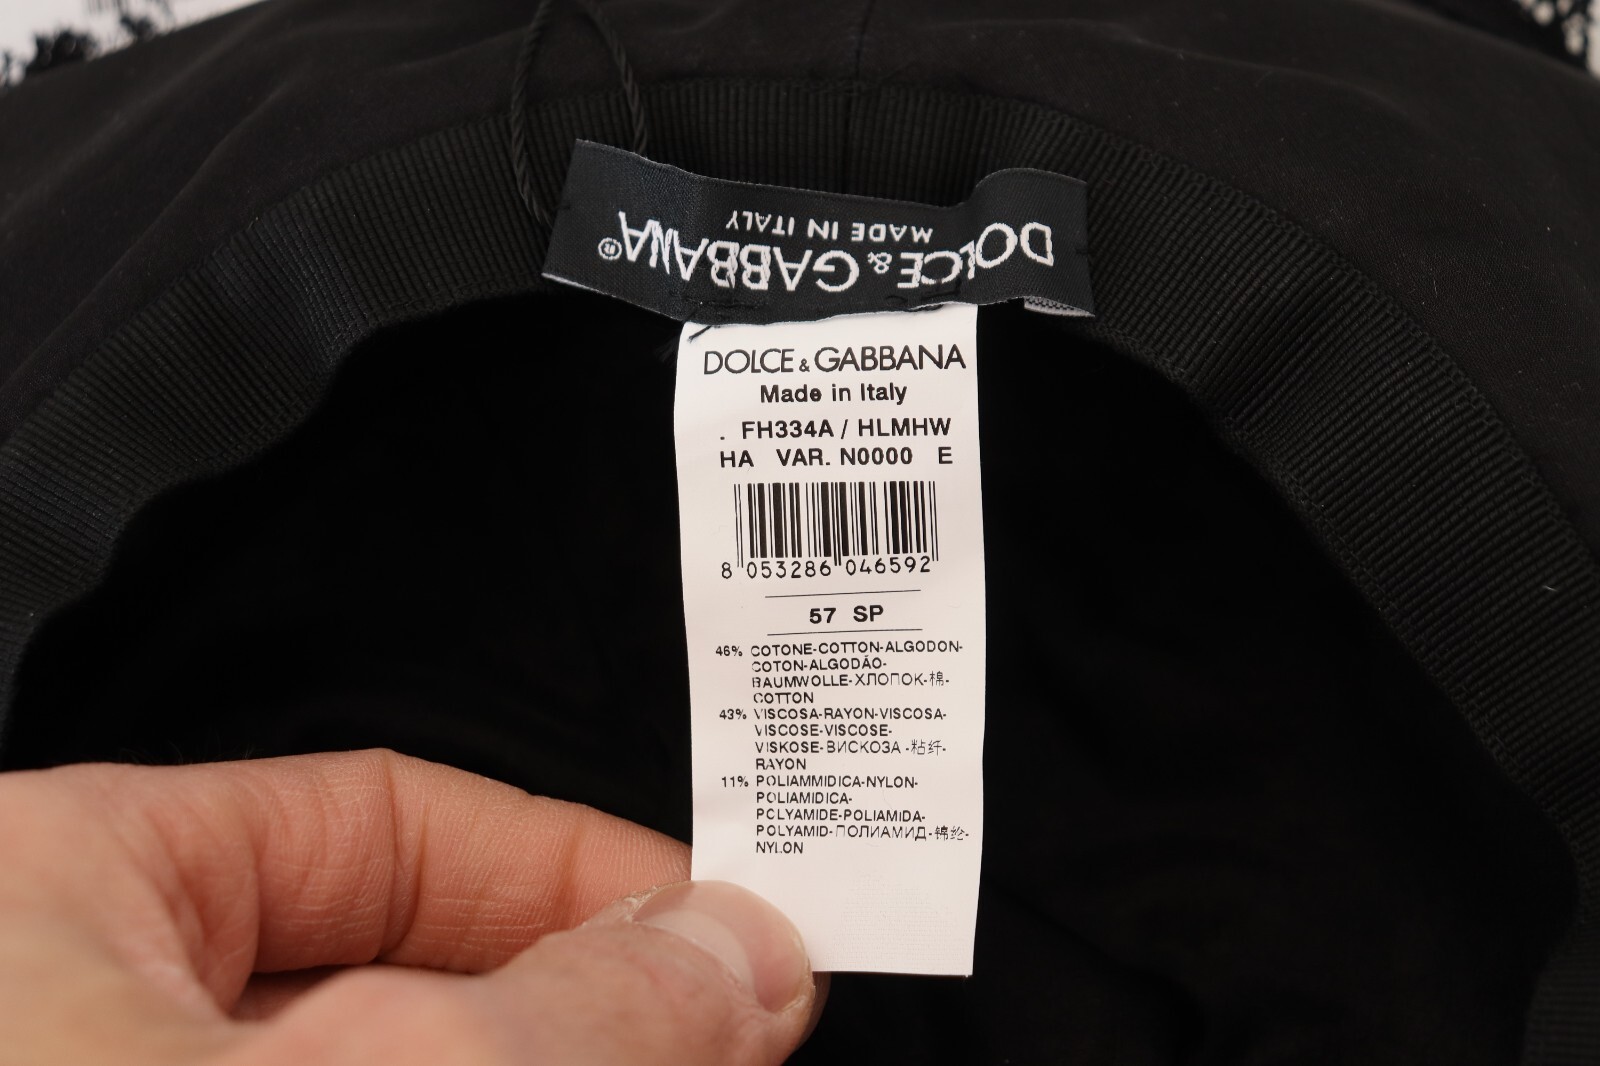 DOLCE & GABBANA®
MADE IN ITALY
DOLCE & GABBANA
Made in Italy
. FH334A / HLMHW
HA VAR. N0000 E
8 053286 046592
57 SP
46% COTONE-COTTON-ALGODON-
COTON-ALGODÃO-
BAUMWOLLE-ХЛОПОК-棉-
COTTON
43% VISCOSA-RAYON-VISCOSA-
VISCOSE-VISCOSE-
VISKOSE-ВИСКОЗА -粘纤-
RAYON
11% POLIAMMIDICA-NYLON-
POLIAMIDICA-
POLYAMIDE-POLIAMIDA-
POLYAMID-ПОЛИАМИД-锦纶-
NYLON